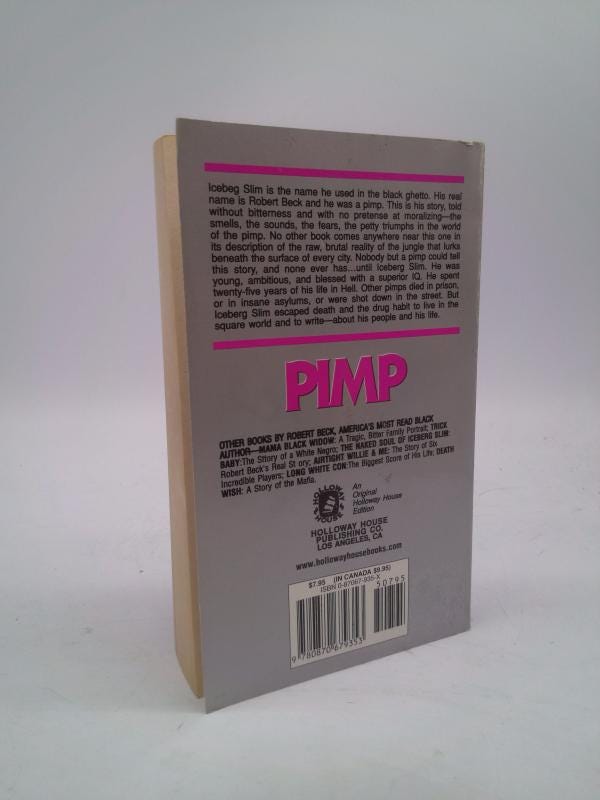 Icebeg Slim is the name he used in the black ghetto. His real
name is Robert Beck and he was a pimp. This is his story, told
without bitterness and with no pretense at moralizing—the
smells, the sounds, the fears, the petty triumphs in the world
of the pimp. No other book comes anywhere near this one in
its description of the raw, brutal reality of the jungle that lurks
beneath the surface of every city. Nobody but a pimp could tell
this story, and none ever has...until Iceberg Slim. He was
young, ambitious, and blessed with a superior IQ. He spent
twenty-five years of his life in Hell. Other pimps died in prison,
or in insane asylums, or were shot down in the street. But
Iceberg Slim escaped death and the drug habit to live in the
square world and to write—about his people and his life.
PIMP
OTHER BOOKS BY ROBERT BECK, AMERICA'S MOST READ BLACK
AUTHOR—MAMA BLACK WIDOW: A Tragic, Bitter Family Portrait; TRICK
BABY:The Sttory of a White Negro; THE NAKED SOUL OF ICEBERG SLIM:
Robert Beck's Real St ory; AIRTIGHT WILLIE & ME: The Story of Six
Incredible Players; LONG WHITE CON:The Biggest Score of His Life; DEATH
WISH: A Story of the Mafia.
HOLLOWAY
HOUSE
An
Original
Holloway House
Edition
HOLLOWAY HOUSE
PUBLISHING CO.
LOS ANGELES, CA
www.hollowayhousebooks.com
$7.95 (IN CANADA $9.95)
ISBN 0-87067-935-X
50795
9 780870 679353